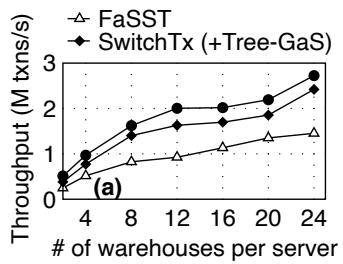 FaSST
SwitchTx (+Tree-GaS)
Throughput (M txns/s)
3
2
1
0
(a)
4 8 12 16 20 24
# of warehouses per server